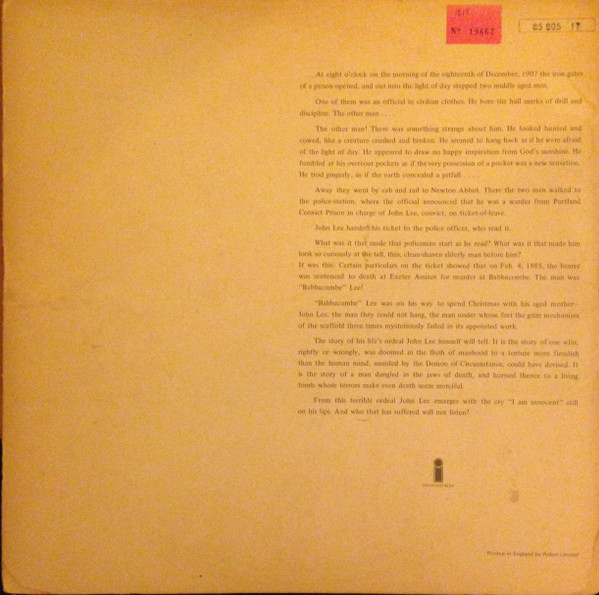 Nº 19662
85 805 17
At eight o'clock on the morning of the eighteenth of December, 1907 the iron gates
of a prison opened, and out into the light of day stepped two middle aged men.
One of them was an official in civilian clothes. He bore the hall marks of drill and
discipline. The other man . . .
The other man! There was something strange about him. He looked hunted and
cowed, like a creature crushed and broken. He seemed to hang back as if he were afraid
of the light of day. He appeared to draw no happy inspiration from God's sunshine. He
fumbled at his overcoat pockets as if the very possession of a pocket was a new sensation.
He trod gingerly, as if the earth concealed a pitfall . . . .
Away they went by cab and rail to Newton Abbot. There the two men walked to
the police-station, where the official announced that he was a warder from Portland
Convict Prison in charge of John Lee, convict, on ticket-of-leave.
John Lee handed his ticket to the police officer, who read it.
What was it that made that policeman start as he read? What was it that made him
look so curiously at the tall, thin, clean-shaven elderly man before him?
It was this: Certain particulars on the ticket showed that on Feb. 4, 1885, the bearer
was sentenced to death at Exeter Assizes for murder at Babbacombe. The man was
"Babbacombe" Lee!
"Babbacombe" Lee was on his way to spend Christmas with his aged mother—
John Lee, the man they could not hang, the man under whose feet the grim mechanism
of the scaffold three times mysteriously failed in its appointed work.
The story of his life's ordeal John Lee himself will tell. It is the story of one who,
rightly or wrongly, was doomed in the flush of manhood to a torture more fiendish
than the human mind, unaided by the Demon of Circumstance, could have devised. It
is the story of a man dangled in the jaws of death, and hurried thence to a living
tomb whose terrors make even death seem merciful.
From this terrible ordeal John Lee emerges with the cry "I am innocent" still
on his lips. And who that has suffered will not listen?
Printed in England by Robor Limited